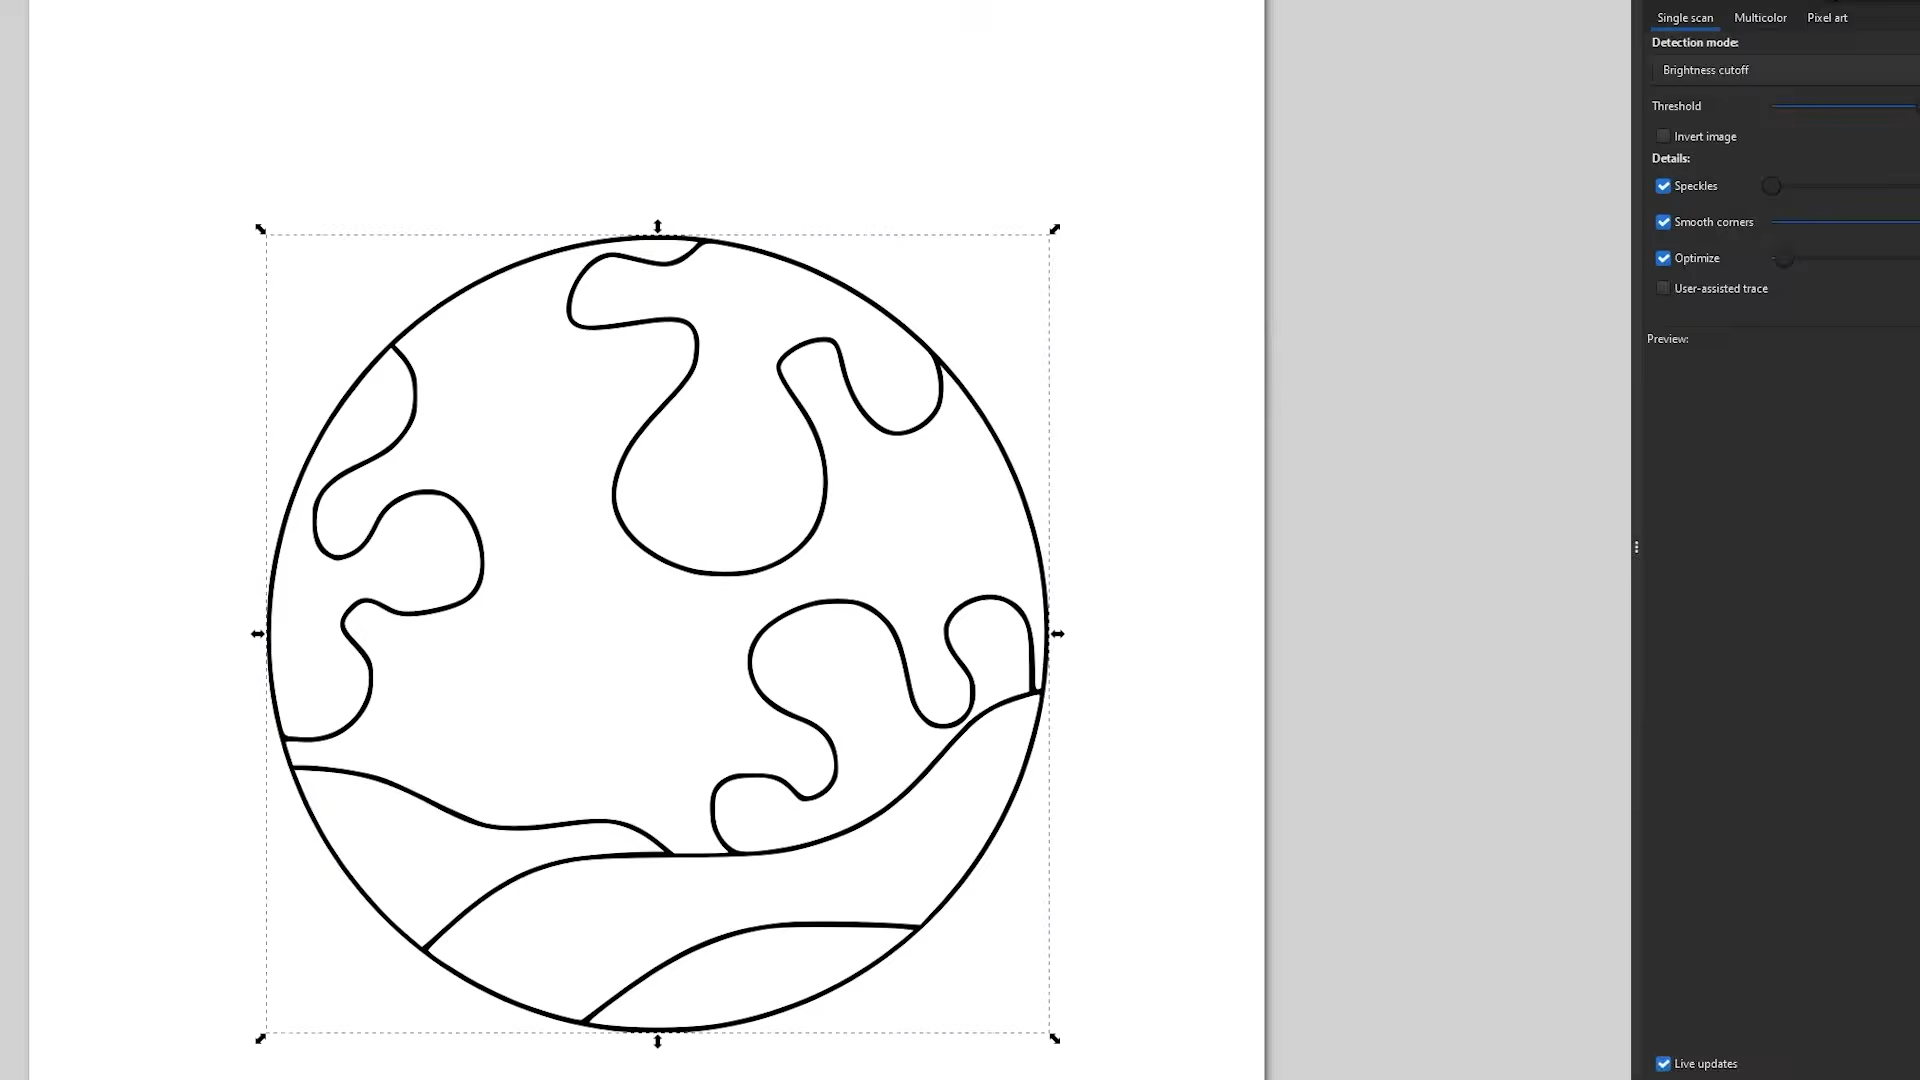 Single scan Multicolor Pixel art
Detection mode:
Brightness cutoff
Threshold
Invert image
Details:
Speckles
Smooth corners
Optimize
User-assisted trace
Preview:
Live updates